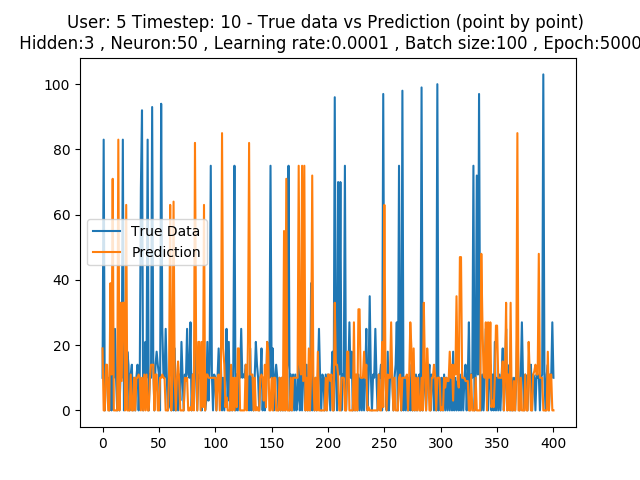 User: 5 Timestep: 10 - True data vs Prediction (point by point)
Hidden:3 , Neuron:50 , Learning rate:0.0001 , Batch size:100 , Epoch:5000
100
80
60
40
20
0
True Data
Prediction
0 50 100 150 200 250 300 350 400